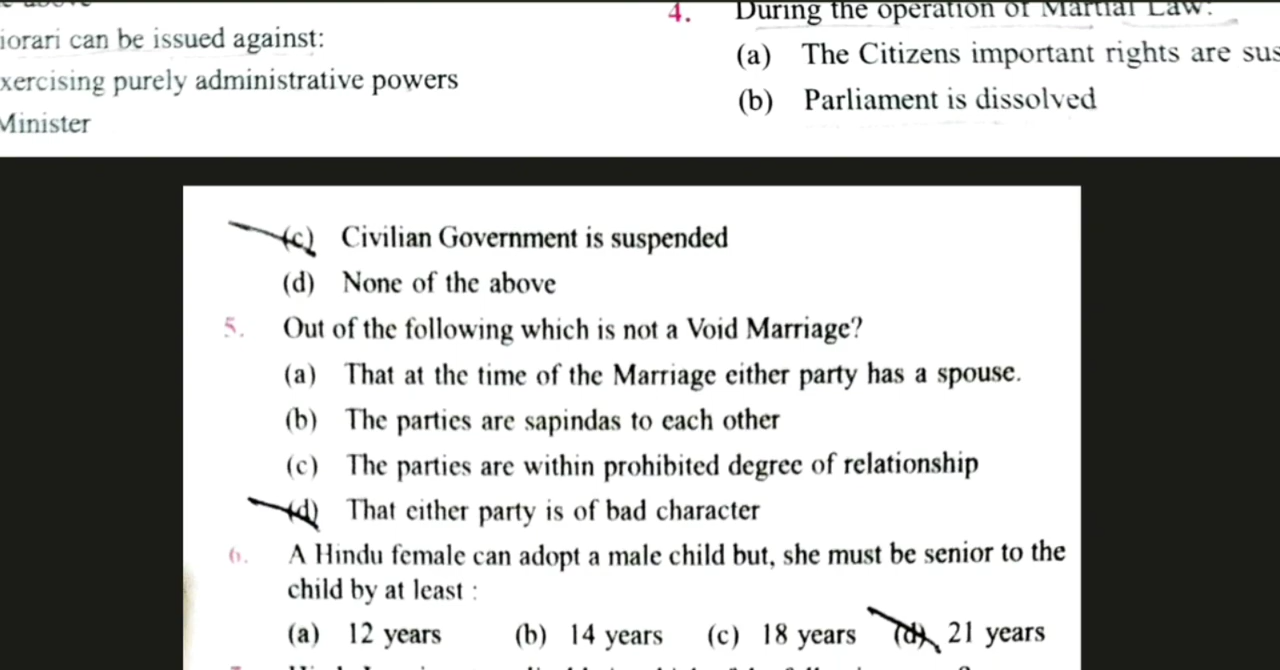 iorari can be issued against:
xercising purely administrative powers
Minister
4. During the operation of Martial Law:
(a) The Citizens important rights are sus
(b) Parliament is dissolved
(c) Civilian Government is suspended
(d) None of the above
5. Out of the following which is not a Void Marriage?
(a) That at the time of the Marriage either party has a spouse.
(b) The parties are sapindas to each other
(c) The parties are within prohibited degree of relationship
(d) That either party is of bad character
6. A Hindu female can adopt a male child but, she must be senior to the
child by at least :
(a) 12 years (b) 14 years (c) 18 years (d) 21 years